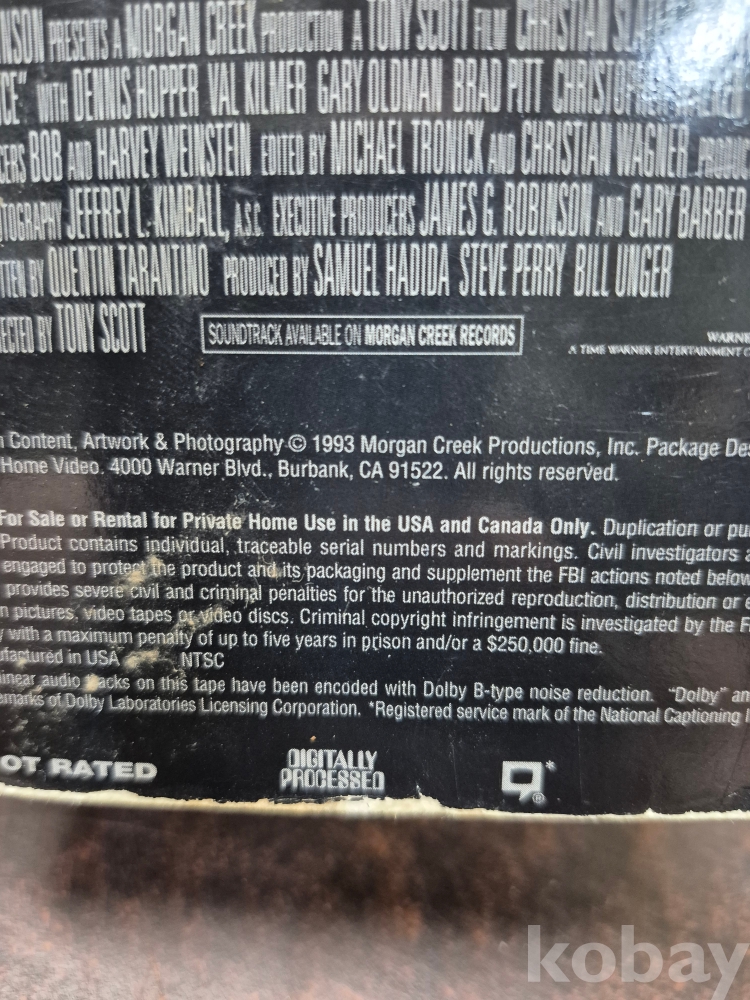 NSON PRESENTS A MORGAN CREEK PRODUCTION A TONY SCOTT FILM CHRISTIAN SLA
CE" WITH DENNIS HOPPER VAL KILMER GARY OLDMAN BRAD PITT CHRISTOP
CERS BOB AND HARVEY WEINSTEIN EDITED BY MICHAEL TRONICK AND CHRISTIAN WAGNER PRODU
TOGRAPHY JEFFREY L. KIMBALL, A.S.C. EXECUTIVE PRODUCERS JAMES G. ROBINSON AND GARY BARBER
TTEN BY QUENTIN TARANTINO PRODUCED BY SAMUEL HADIDA STEVE PERRY BILL UNGER
ECTED BY TONY SCOTT
SOUNDTRACK AVAILABLE ON MORGAN CREEK RECORDS
WARNE
A TIME WARNER ENTERTAINMENT C
n Content, Artwork & Photography © 1993 Morgan Creek Productions, Inc. Package Des
Home Video. 4000 Warner Blvd., Burbank, CA 91522. All rights reserved.
For Sale or Rental for Private Home Use in the USA and Canada Only. Duplication or pu
Product contains individual, traceable serial numbers and markings. Civil investigators a
engaged to protect the product and its packaging and supplement the FBI actions noted below
provides severe civil and criminal penalties for the unauthorized reproduction, distribution or e
n pictures, video tapes or video discs. Criminal copyright infringement is investigated by the F
y with a maximum penalty of up to five years in prison and/or a $250,000 fine.
ufactured in USA NTSC
linear audio tracks on this tape have been encoded with Dolby B-type noise reduction. "Dolby" an
emarks of Dolby Laboratories Licensing Corporation. *Registered service mark of the National Captioning I
OT RATED
DIGITALLY
PROCESSED
*
®
kobay